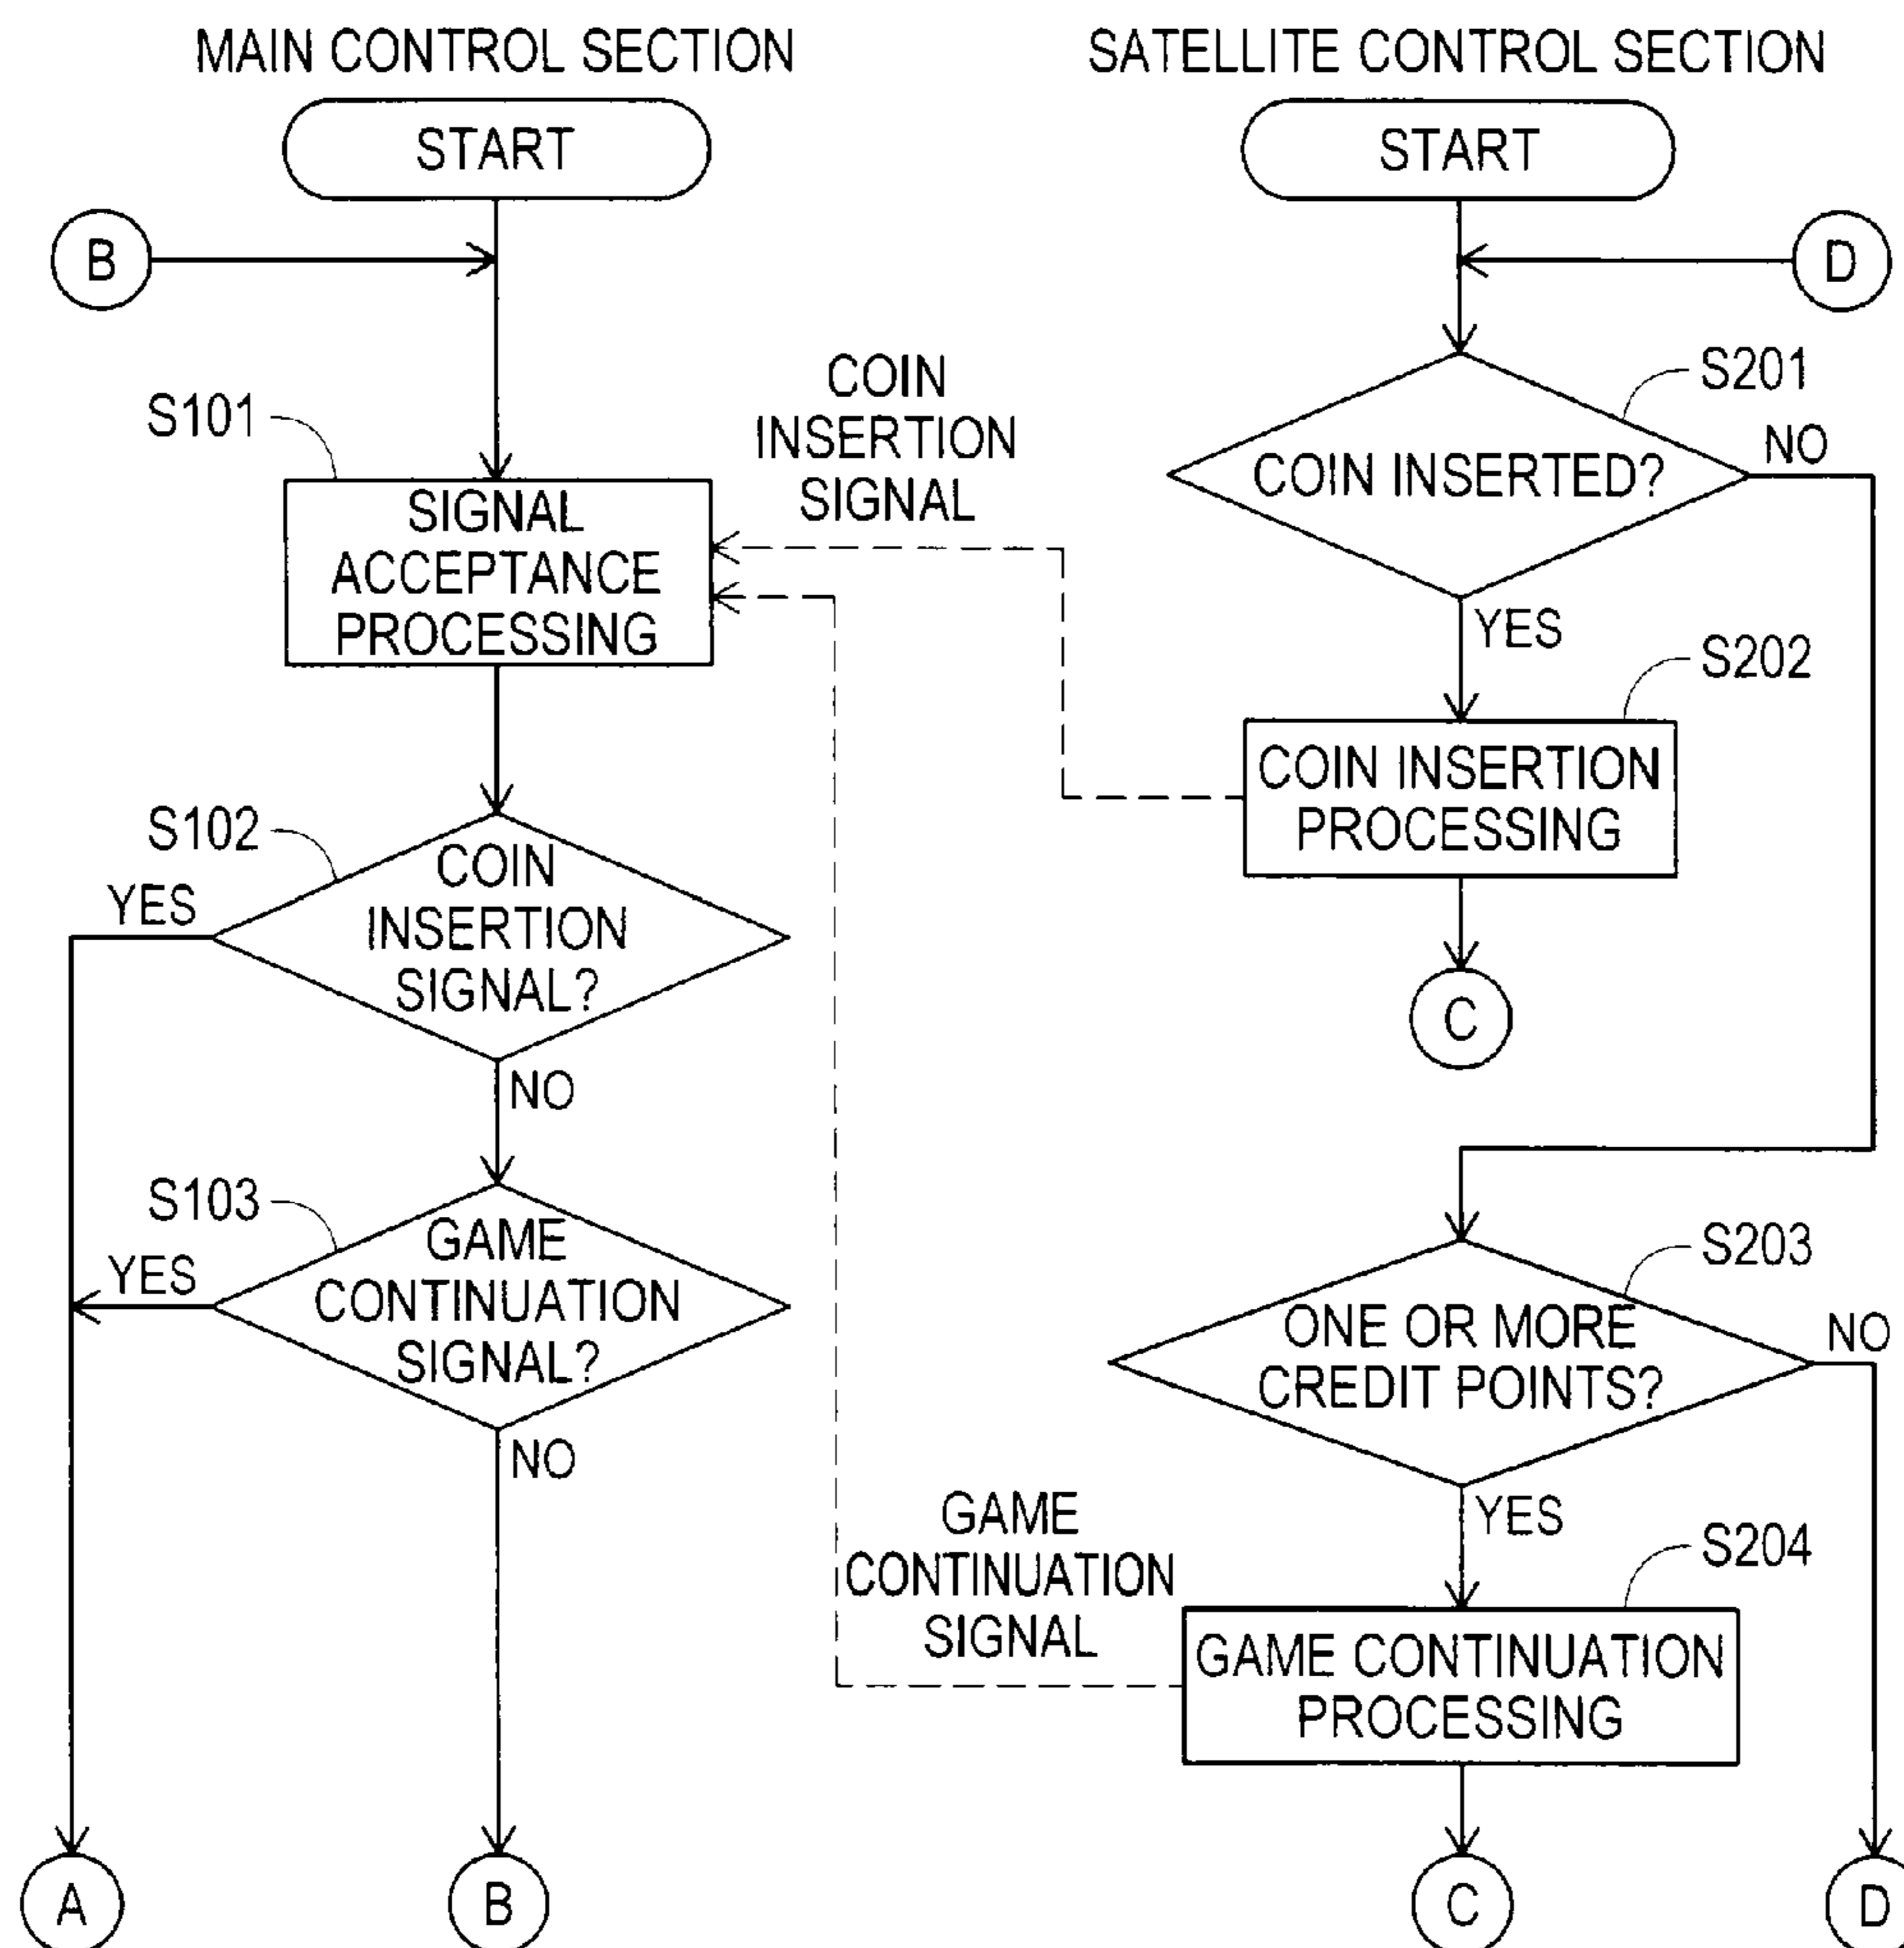 MAIN CONTROL SECTION
START
B
S101
SIGNAL
ACCEPTANCE
PROCESSING
S102
COIN
INSERTION
SIGNAL?
YES
NO
S103
GAME
CONTINUATION
SIGNAL?
YES
NO
A
B
COIN
INSERTION
SIGNAL
GAME
CONTINUATION
SIGNAL
SATELLITE CONTROL SECTION
START
D
S201
COIN INSERTED?
NO
YES
S202
COIN INSERTION
PROCESSING
C
S203
ONE OR MORE
CREDIT POINTS?
NO
YES
S204
GAME CONTINUATION
PROCESSING
C
D